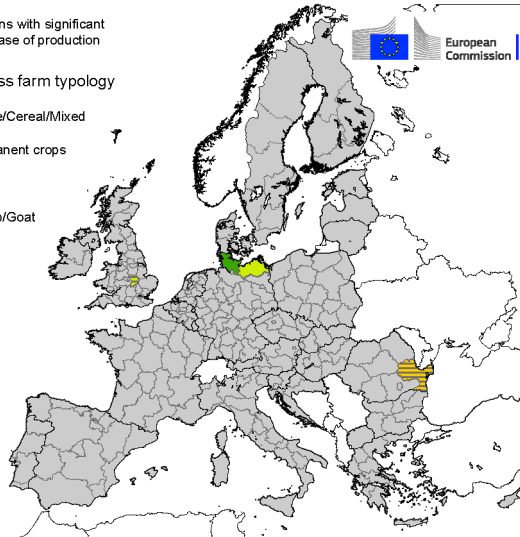 ns with significant
ase of production
ss farm typology
e/Cereal/Mixed
anent crops
o/Goat
European
Commission